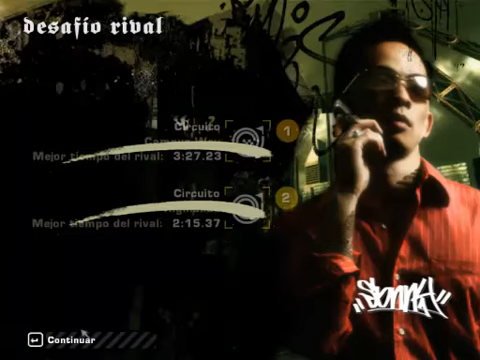 desafío rival
Circuito
1
Mejor tiempo del rival: 3:27.23
Circuito
2
Mejor tiempo del rival: 2:15.37
Sonny
Continuar